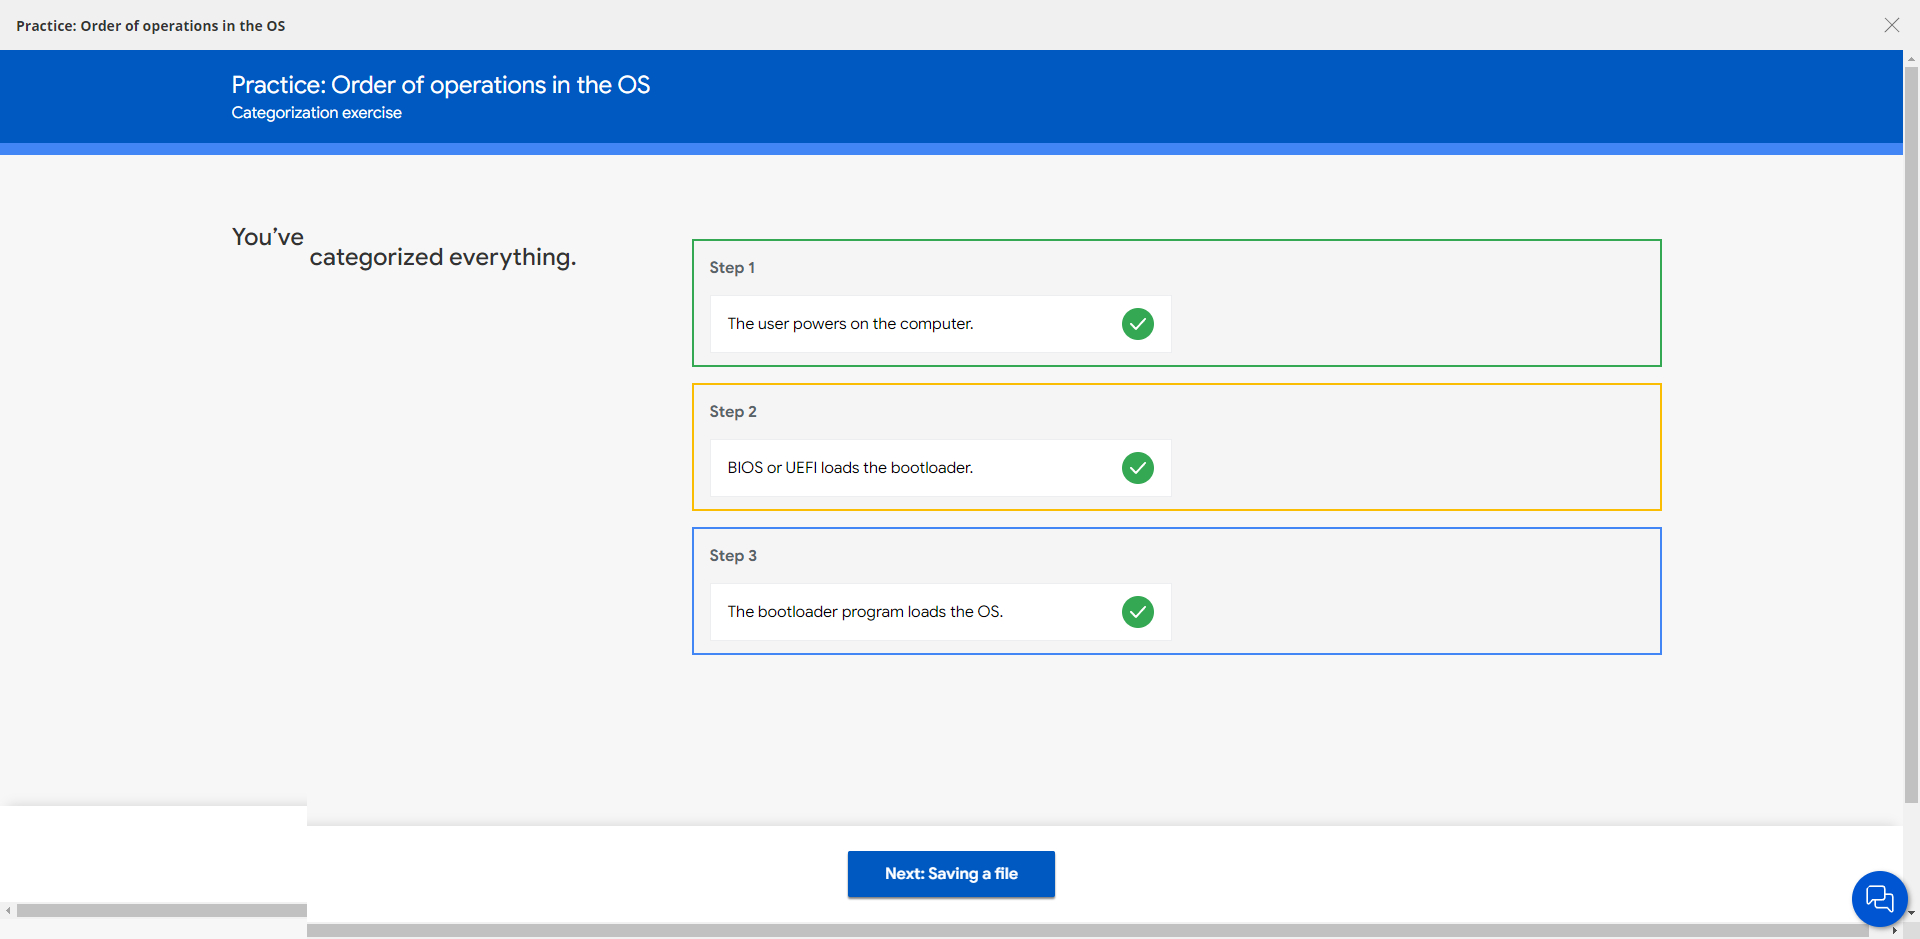 Practice: Order of operations in the OS
Practice: Order of operations in the OS
Categorization exercise
You’ve categorized everything.
Step 1
The user powers on the computer.
Step 2
BIOS or UEFI loads the bootloader.
Step 3
The bootloader program loads the OS.
Next: Saving a file